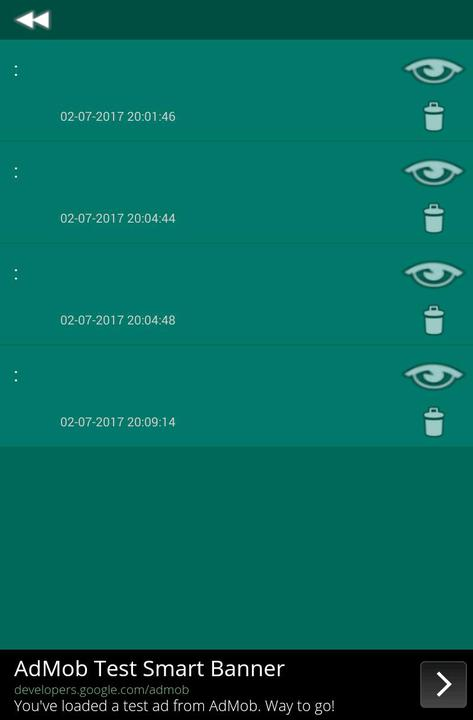 :
02-07-2017 20:01:46
:
02-07-2017 20:04:44
:
02-07-2017 20:04:48
:
02-07-2017 20:09:14
AdMob Test Smart Banner
developers.google.com/admob
You've loaded a test ad from AdMob. Way to go!